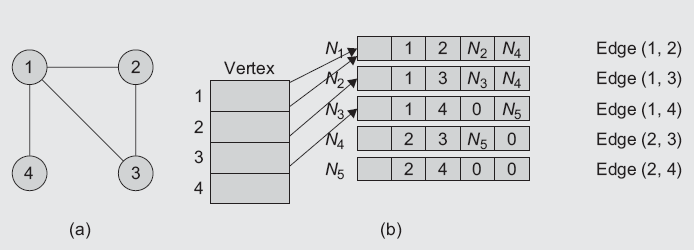 1 2
4 3
(a)
Vertex
1
2
3
4
N1 1 2 N2 N4 Edge (1, 2)
N2 1 3 N3 N4 Edge (1, 3)
N3 1 4 0 N5 Edge (1, 4)
N4 2 3 N5 0 Edge (2, 3)
N5 2 4 0 0 Edge (2, 4)
(b)